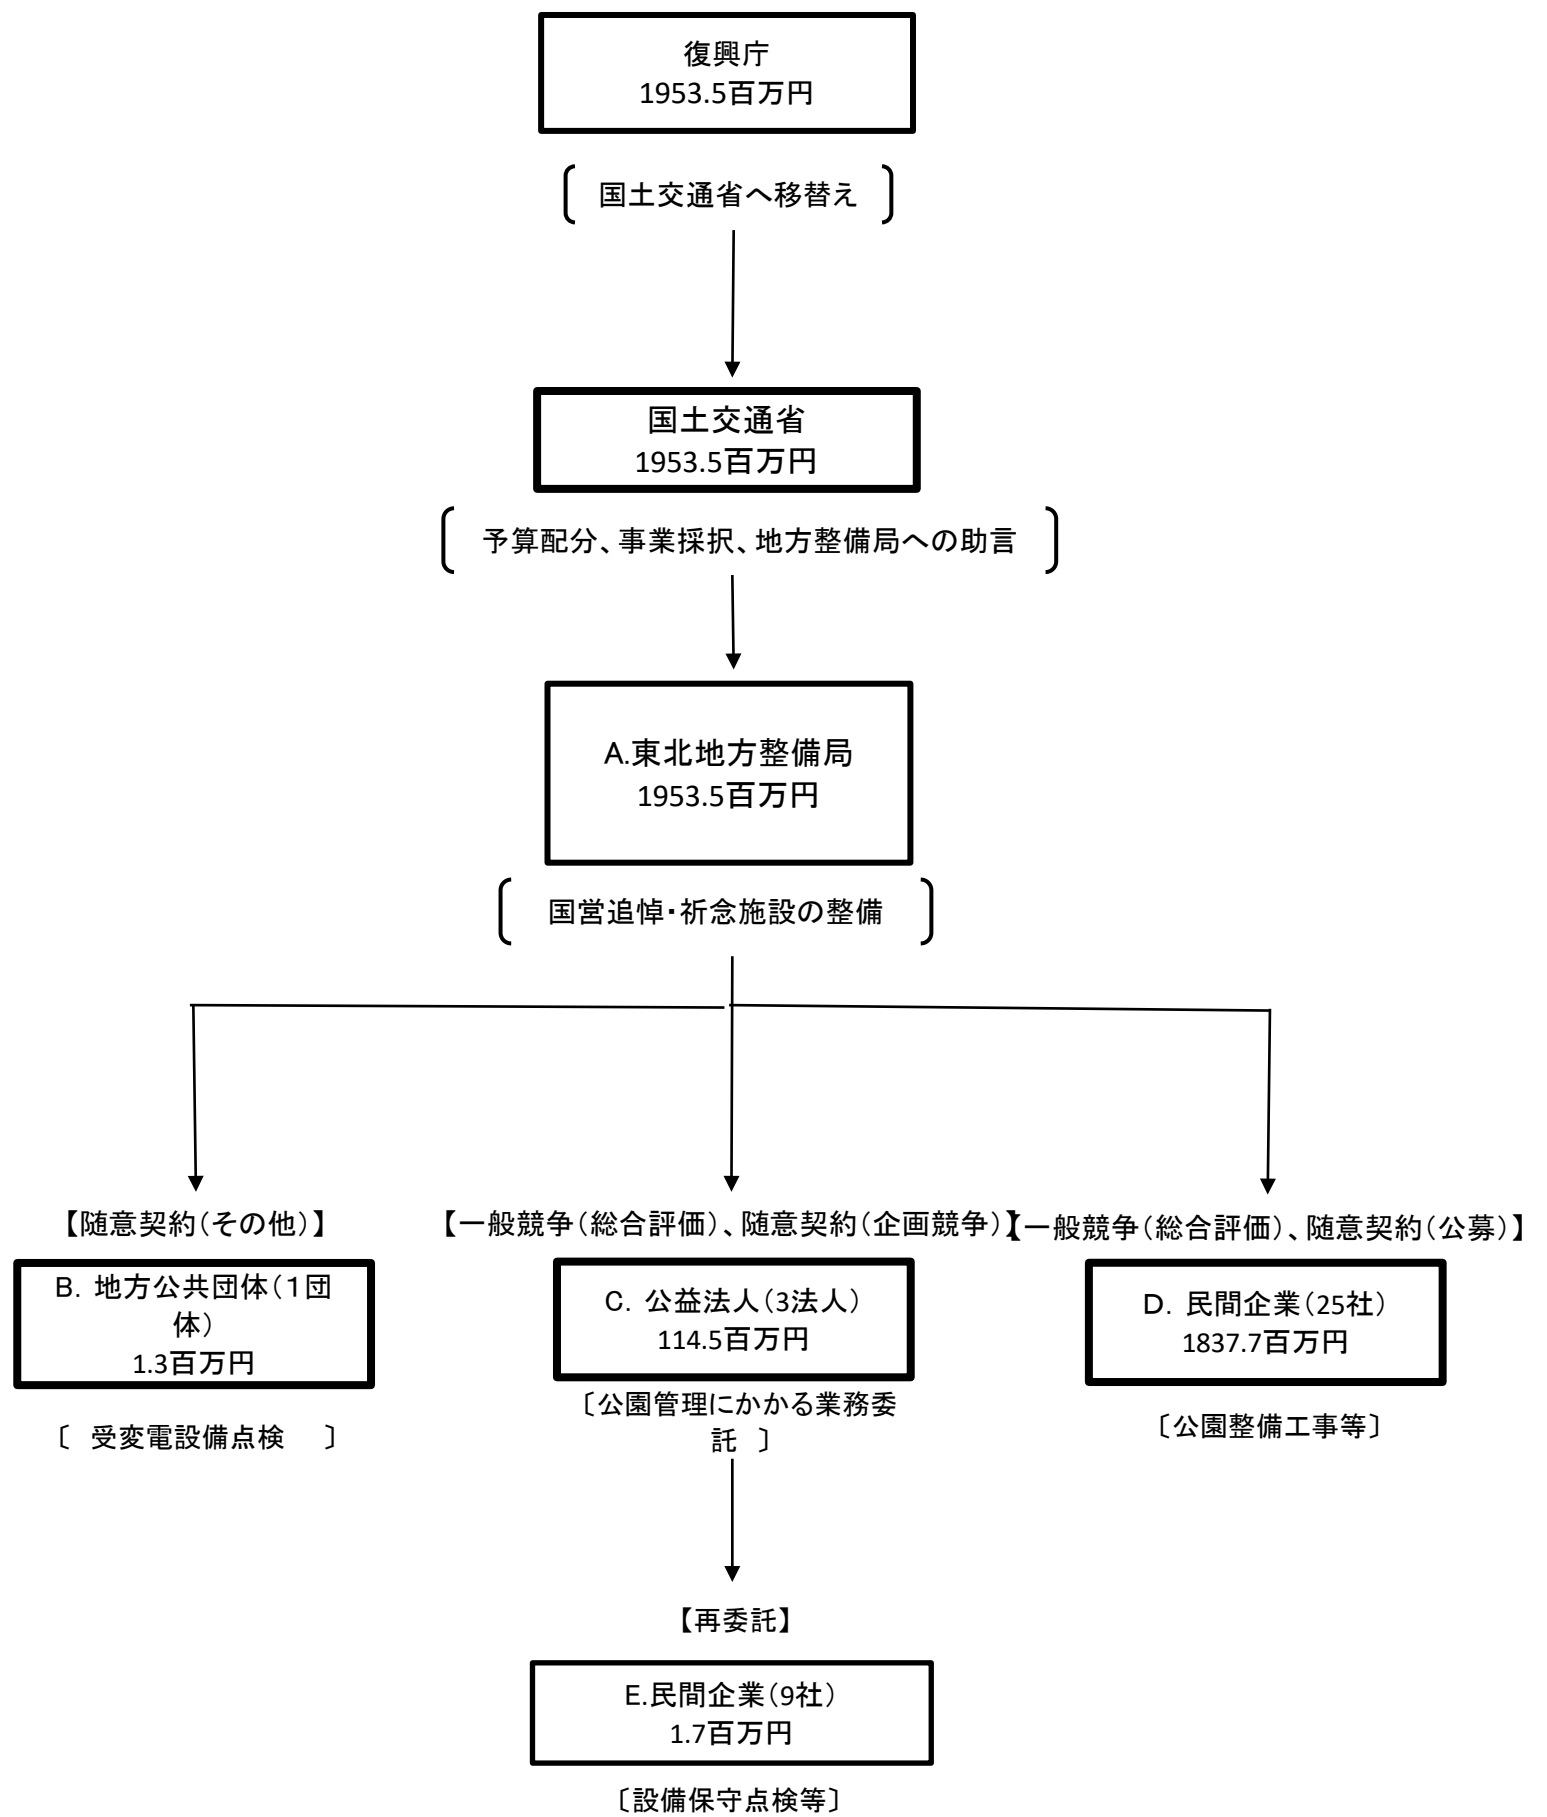 復興庁
1953.5百万円
国土交通省へ移替え
国土交通省
1953.5百万円
予算配分、事業採択、地方整備局への助言
A.東北地方整備局
1953.5百万円
国営追悼・祈念施設の整備
【随意契約（その他）】
B. 地方公共団体（１団
体）
1.3百万円
〔 受変電設備点検 〕
【一般競争（総合評価）、随意契約（企画競争）】
C. 公益法人（3法人）
114.5百万円
〔公園管理にかかる業務委
託 〕
【一般競争（総合評価）、随意契約（公募）】
D. 民間企業（25社）
1837.7百万円
〔公園整備工事等〕
【再委託】
E.民間企業（9社）
1.7百万円
〔設備保守点検等〕